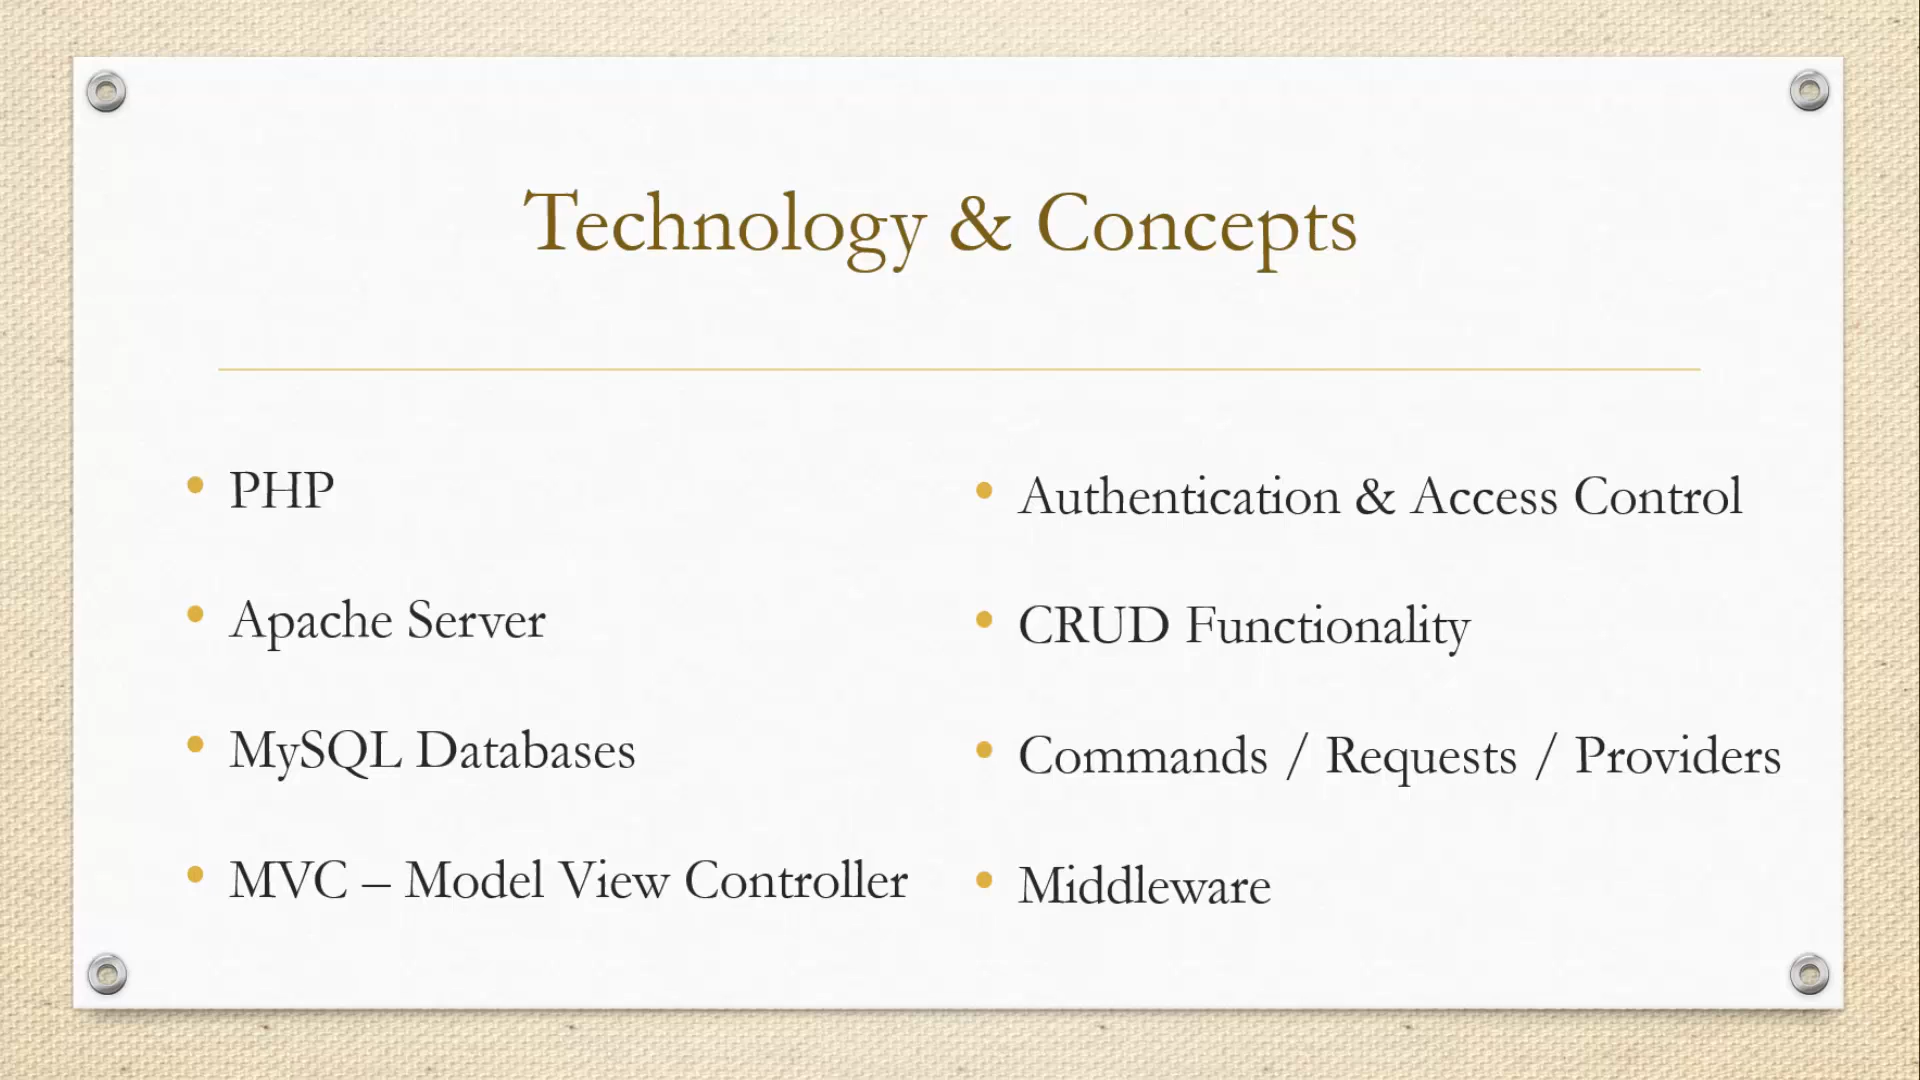 Technology & Concepts
• PHP
• Apache Server
• MySQL Databases
• MVC – Model View Controller
• Authentication & Access Control
• CRUD Functionality
• Commands / Requests / Providers
• Middleware